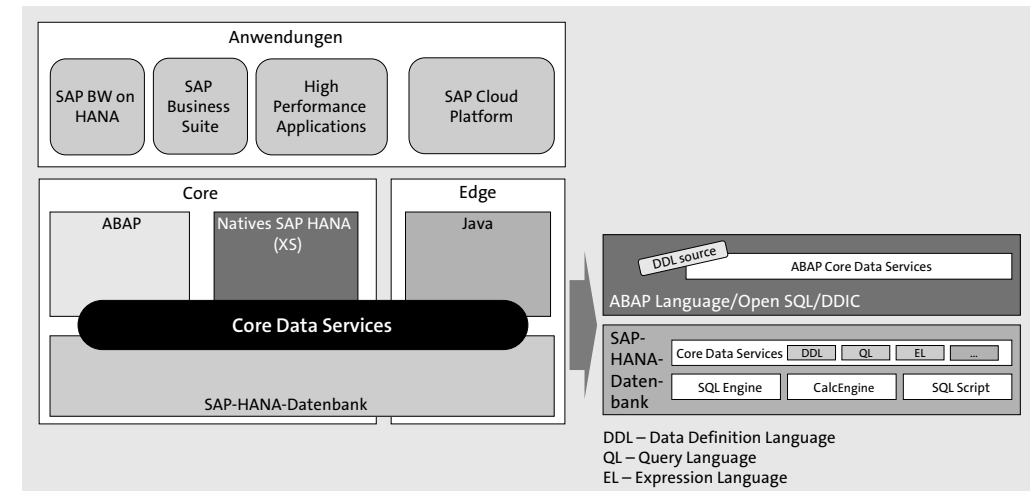 Anwendungen
SAP BW on
HANA
SAP
Business
Suite
High
Performance
Applications
SAP Cloud
Platform
Core
Edge
ABAP
Natives SAP HANA
(XS)
Java
Core Data Services
SAP-HANA-Datenbank
DDL source
ABAP Core Data Services
ABAP Language/Open SQL/DDIC
SAP-
HANA-
Daten-
bank
Core Data Services
DDL
QL
EL
...
SQL Engine
CalcEngine
SQL Script
DDL – Data Definition Language
QL – Query Language
EL – Expression Language